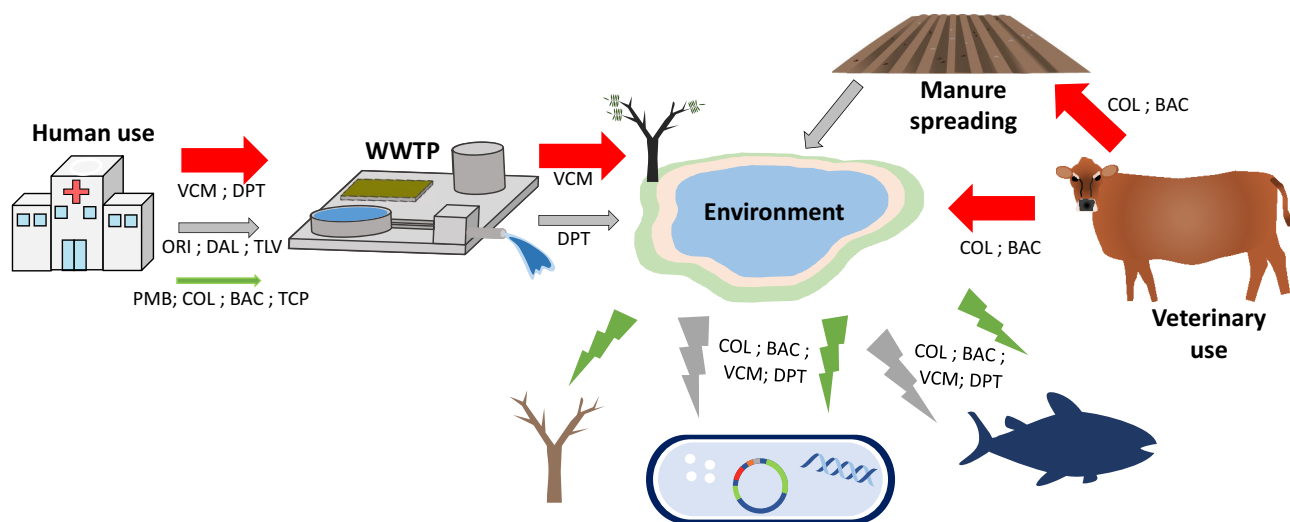 Human use
VCM ; DPT
ORI ; DAL ; TLV
PMB; COL ; BAC ; TCP
WWTP
VCM
DPT
Environment
Manure
spreading
COL ; BAC
COL ; BAC
Veterinary
use
COL ; BAC ;
VCM; DPT
COL ; BAC ;
VCM; DPT